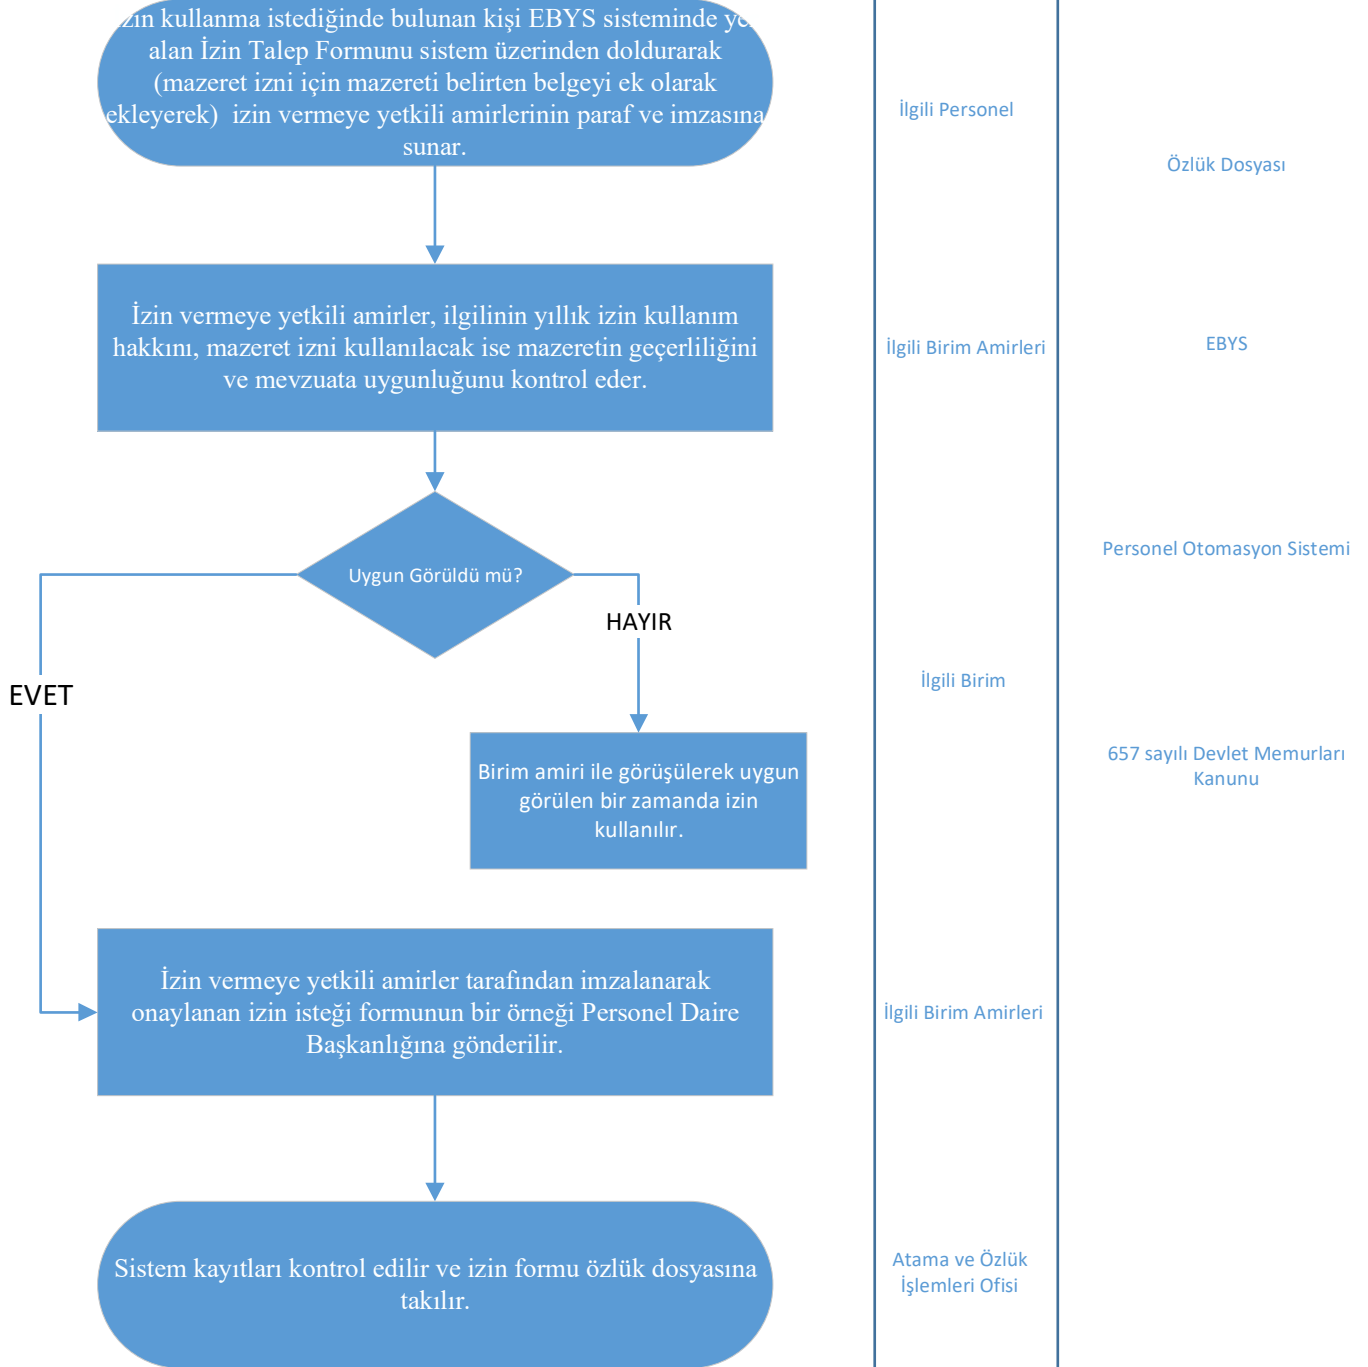 izin kullanma istediğinde bulunan kişi EBYS sisteminde
alan İzin Talep Formunu sistem üzerinden doldurarak
(mazeret izni için mazereti belirten belgeyi ek olarak
ekleyerek) izin vermeye yetkili amirlerinin paraf ve imzasına
sunar.
İlgili Personel
Özlük Dosyası
İzin vermeye yetkili amirler, ilgilinin yıllık izin kullanım
hakkını, mazeret izni kullanılacak ise mazeretin geçerliliğini
ve mevzuata uygunluğunu kontrol eder.
İlgili Birim Amirleri
EBYS
Uygun Görüldü mü?
Personel Otomasyon Sistemi
HAYIR
EVET
İlgili Birim
Birim amiri ile görüşülerek uygun
görülen bir zamanda izin
kullanılır.
657 sayılı Devlet Memurları
Kanunu
İzin vermeye yetkili amirler tarafından imzalanarak
onaylanan izin isteği formunun bir örneği Personel Daire
Başkanlığına gönderilir.
İlgili Birim Amirleri
Sistem kayıtları kontrol edilir ve izin formu özlük dosyasına
takılır.
Atama ve Özlük
İşlemleri Ofisi